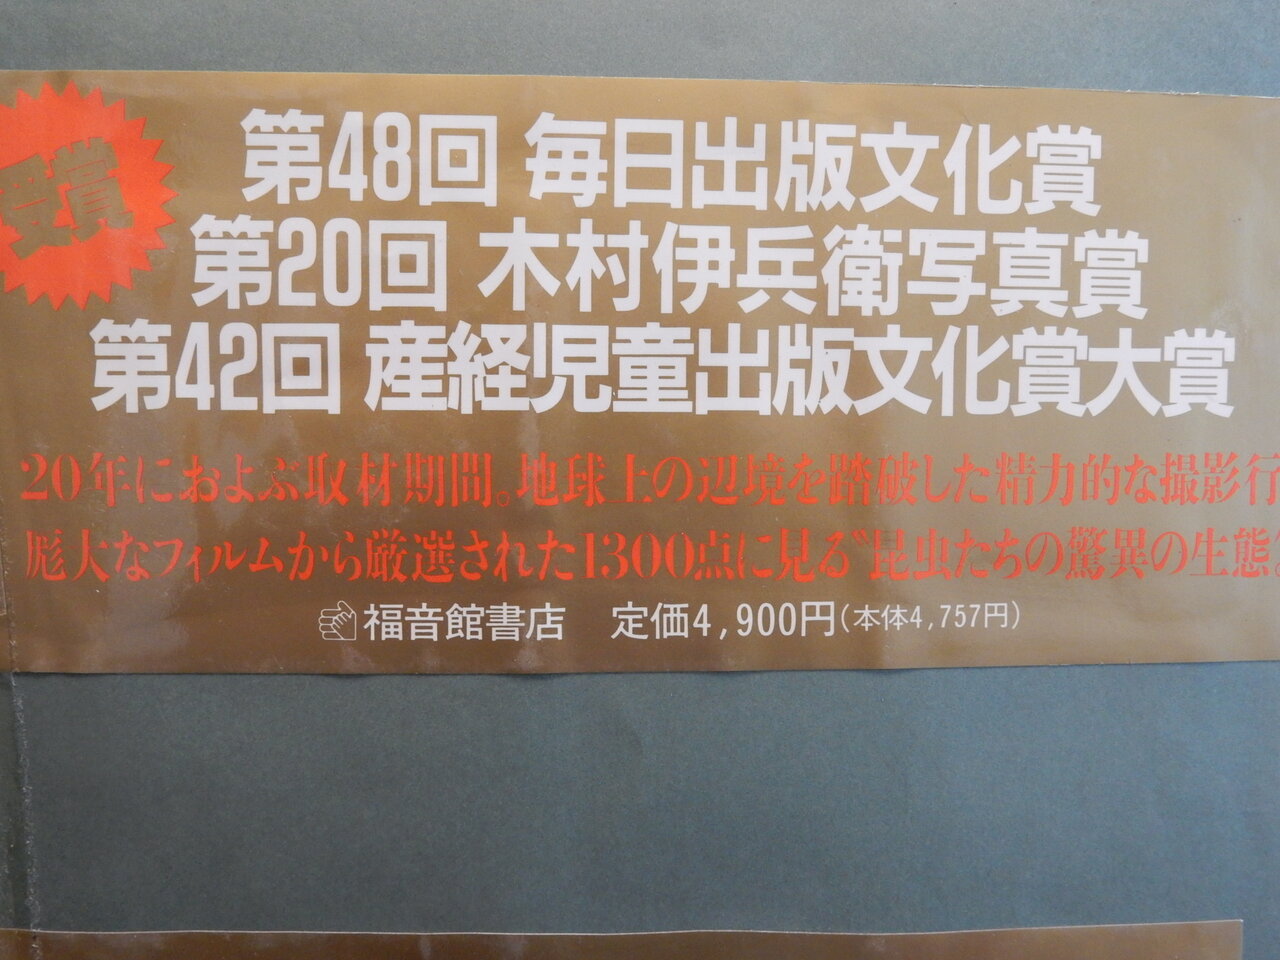 受賞
第48回 毎日出版文化賞
第20回 木村伊兵衛写真賞
第42回 産経児童出版文化賞大賞
20年におよぶ取材期間。地球上の辺境を踏破した精力的な撮影行
厖大なフィルムから厳選された1300点に見る〝昆虫たちの驚異の生態
福音館書店 定価4,900円(本体4,757円)